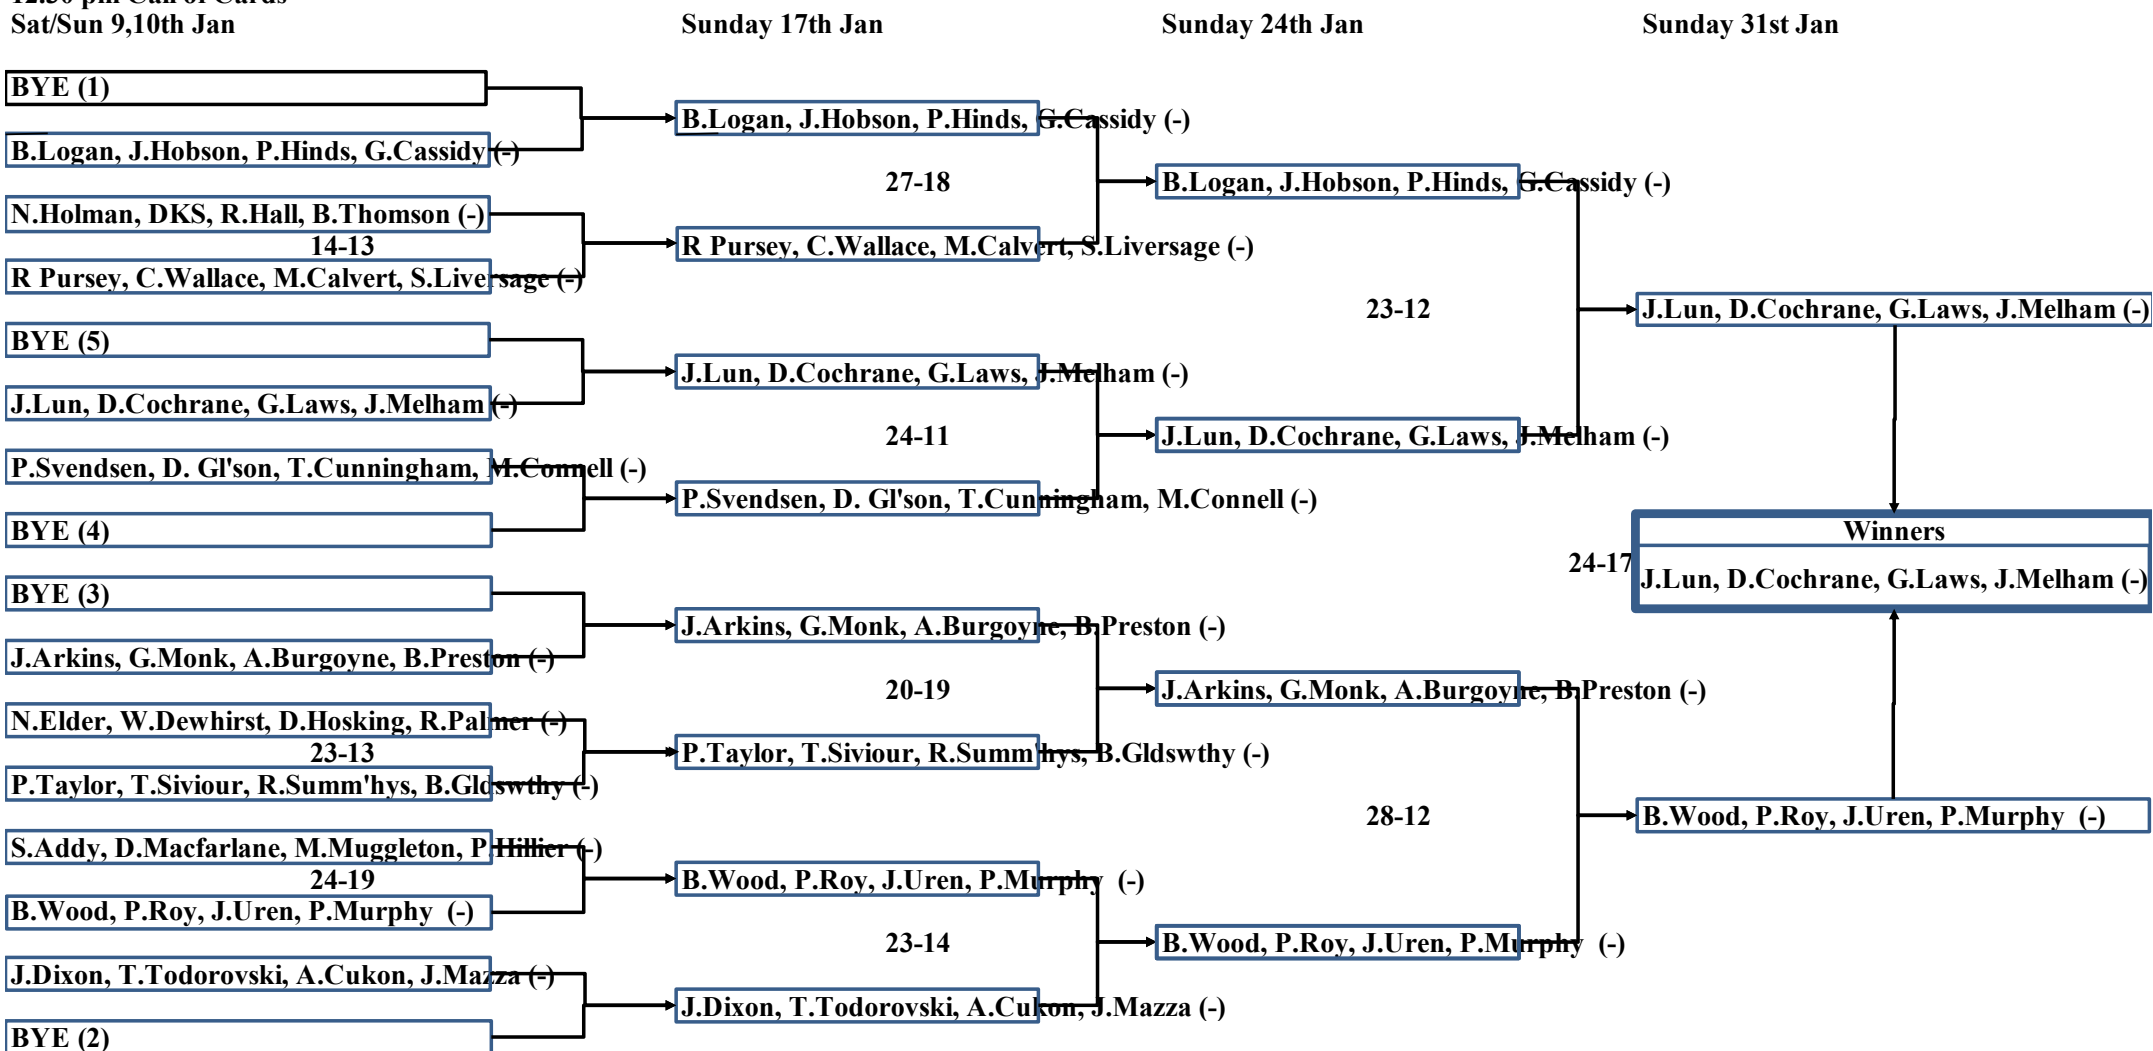 12:30 pm Call of Cards
Sat/Sun 9,10th Jan
Sunday 17th Jan
Sunday 24th Jan
Sunday 31st Jan
BYE (1)
B.Logan, J.Hobson, P.Hinds, G.Cassidy (-)
N.Holman, DKS, R.Hall, B.Thomson (-)
14-13
R Pursey, C.Wallace, M.Calvert, S.Liversage (-)
BYE (5)
J.Lun, D.Cochrane, G.Laws, J.Melham (-)
P.Svendsen, D. Gl'son, T.Cunningham, M.Connell (-)
BYE (4)
BYE (3)
J.Arkins, G.Monk, A.Burgoyne, B.Preston (-)
N.Elder, W.Dewhirst, D.Hosking, R.Palmer (-)
23-13
P.Taylor, T.Siviour, R.Summ'hys, B.Gldswthy (-)
S.Addy, D.Macfarlane, M.Muggleton, P.Hillier (-)
24-19
B.Wood, P.Roy, J.Uren, P.Murphy  (-)
J.Dixon, T.Todorovski, A.Cukon, J.Mazza (-)
BYE (2)
B.Logan, J.Hobson, P.Hinds, G.Cassidy (-)
27-18
R Pursey, C.Wallace, M.Calvert, S.Liversage (-)
J.Lun, D.Cochrane, G.Laws, J.Melham (-)
24-11
P.Svendsen, D. Gl'son, T.Cunningham, M.Connell (-)
J.Arkins, G.Monk, A.Burgoyne, B.Preston (-)
20-19
P.Taylor, T.Siviour, R.Summ'hys, B.Gldswthy (-)
B.Wood, P.Roy, J.Uren, P.Murphy  (-)
23-14
J.Dixon, T.Todorovski, A.Cukon, J.Mazza (-)
B.Logan, J.Hobson, P.Hinds, G.Cassidy (-)
23-12
J.Lun, D.Cochrane, G.Laws, J.Melham (-)
J.Arkins, G.Monk, A.Burgoyne, B.Preston (-)
28-12
B.Wood, P.Roy, J.Uren, P.Murphy  (-)
J.Lun, D.Cochrane, G.Laws, J.Melham (-)
Winners
24-17
J.Lun, D.Cochrane, G.Laws, J.Melham (-)
B.Wood, P.Roy, J.Uren, P.Murphy  (-)